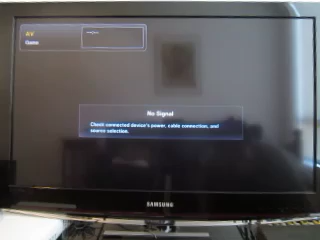 AV
Game
No Signal
Check connected device's power, cable connection, and
source selection.
SAMSUNG